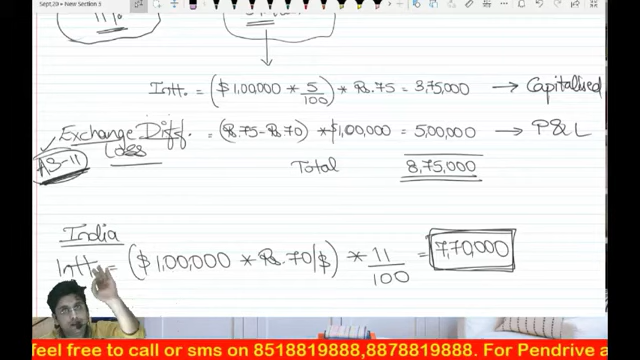 Sept.20 • New Section 5
11%
Intt. = ($1,00,000 * 5/100) * Rs.75 = 3,75,000 → Capitalised
Exchange Diff. = (Rs.75-Rs.70) * $1,00,000 = 5,00,000 → P&L
Loss
AS-11
Total 8,75,000
India
Intt. = ($1,00,000 * Rs.70/$) * 11/100 = 7,70,000
feel free to call or sms on 8518819888,8878819888. For Pendrive a